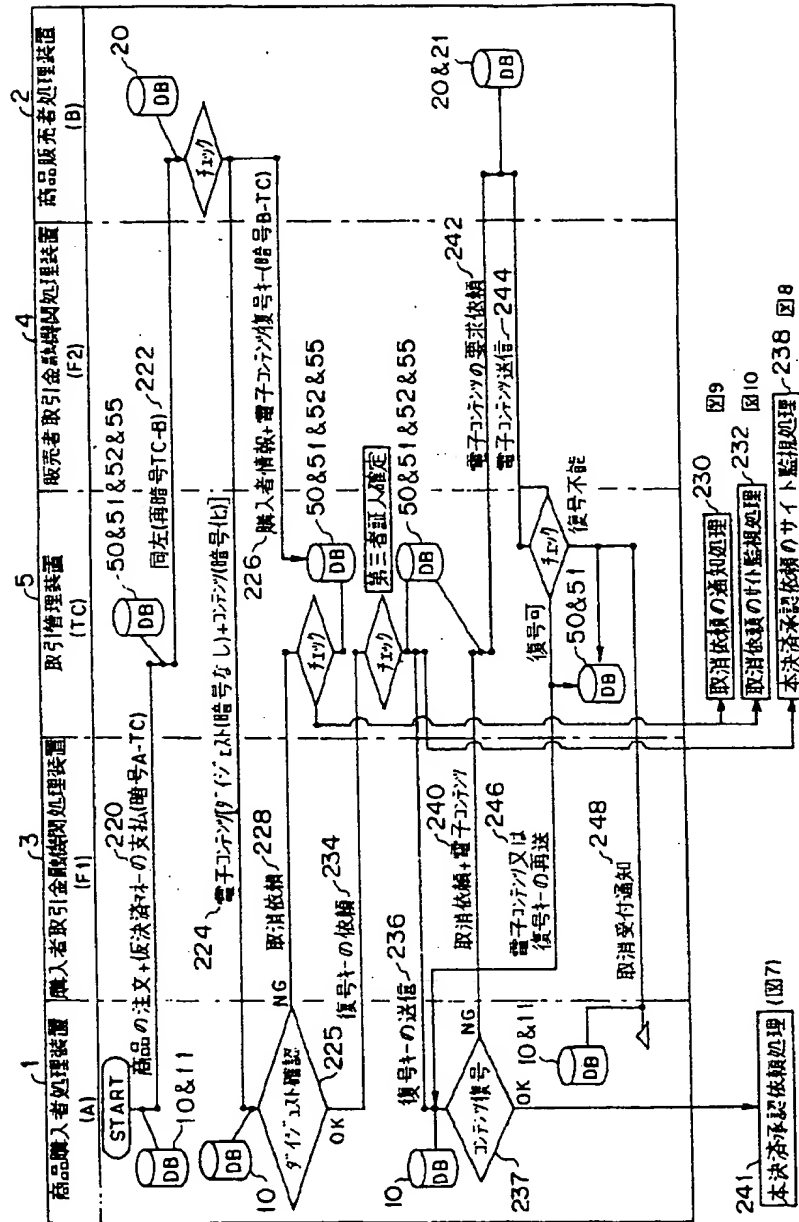 1
商品購入者処理装置
(A)
3
購入者取引金融機関処理装置
(F1)
5
取引管理装置
(TC)
4
販売者取引金融機関処理装置
(F2)
2
商品販売者処理装置
(B)
START
DB
10&11
220
商品の注文+仮決済マネーの支払(暗号A-TC)
DB
50&51&52&55
同左(再暗号TC-B)
222
DB
20
チェック
224
電子コンテンツ[ダイジェスト(暗号なし)+コンテンツ(暗号化)]
226
購入者情報+電子コンテンツ復号キー(暗号B-TC)
DB
10
ダイジェスト確認
225
NG
OK
取消依頼
228
チェック
DB
50&51&52&55
第三者証人確定
復号キーの依頼
234
チェック
50&51&52&55
DB
復号キーの送信
236
DB
10
コンテンツ復号
237
NG
OK
240
取消依頼+電子コンテンツ
電子コンテンツの要求依頼
242
電子コンテンツ送信
244
20&21
DB
246
電子コンテンツ又は
復号キーの再送
復号可
チェック
復号不能
50&51
DB
10&11
DB
取消受付通知
248
取消依頼の通知処理
230
図9
取消依頼のサイト監視処理
232
図10
本決済承認依頼のサイト監視処理
238
図8
241
本決済承認依頼処理
(図7)